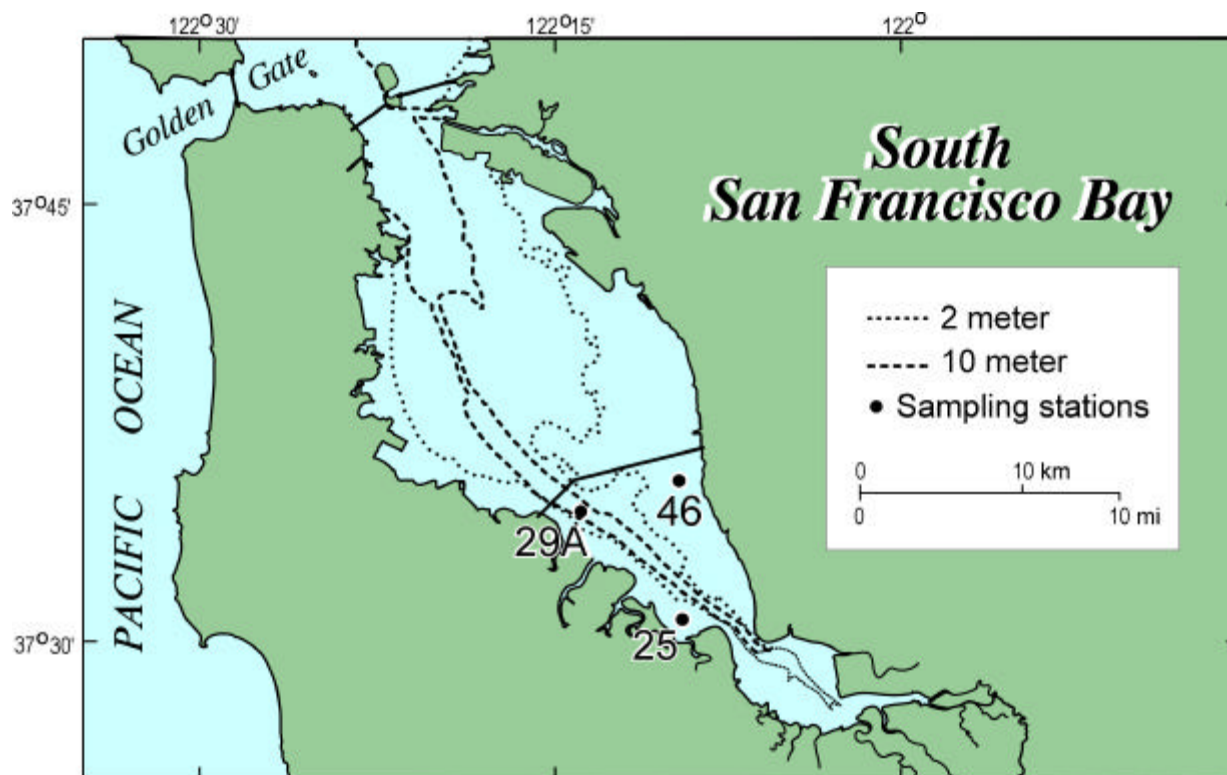 122°30'
122°15'
122°
Golden Gate
South
San Francisco Bay
37°45'
PACIFIC OCEAN
2 meter
10 meter
Sampling stations
0
10 km
0
10 mi
46
29A
25
37°30'